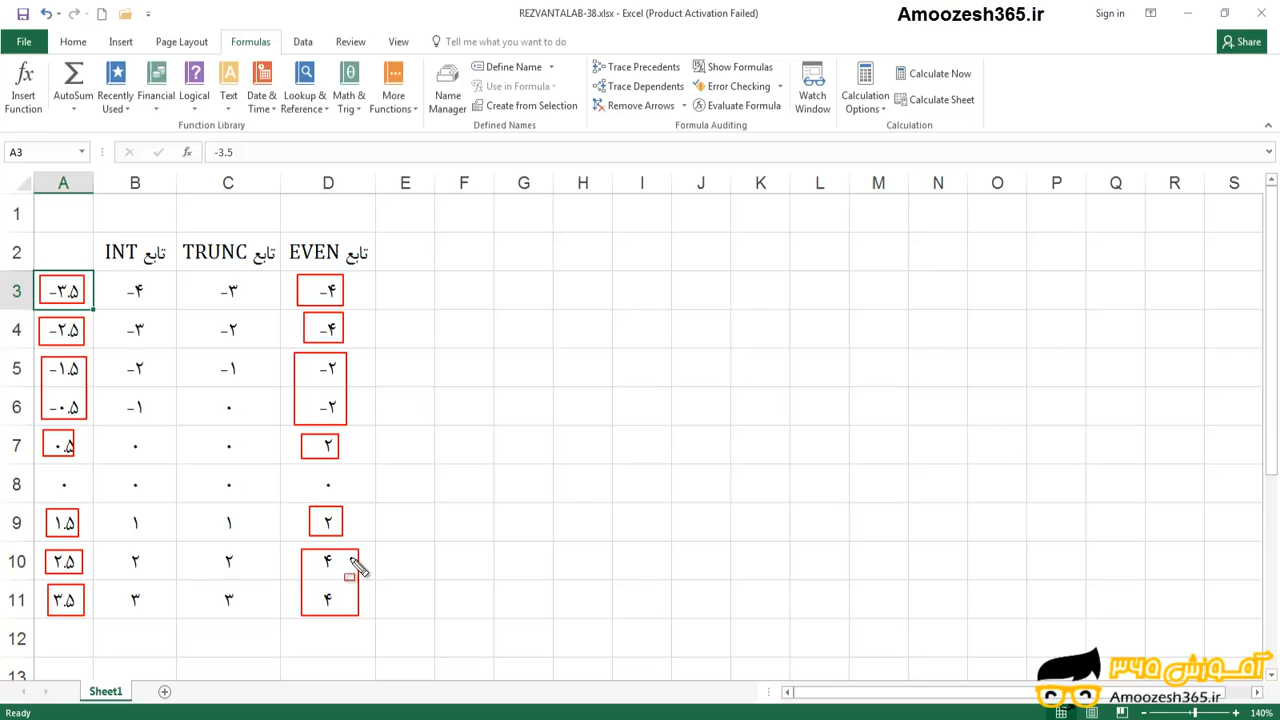 REZVANTALAB-38.xlsx - Excel (Product Activation Failed)
Amoozesh365.ir
Sign in
File Home Insert Page Layout Formulas Data Review View Tell me what you want to do
Share
Insert Function
AutoSum
Recently Used
Financial
Logical
Text
Date & Time
Lookup & Reference
Math & Trig
More Functions
Function Library
Name Manager
Define Name
Use in Formula
Create from Selection
Defined Names
Trace Precedents
Trace Dependents
Remove Arrows
Show Formulas
Error Checking
Evaluate Formula
Formula Auditing
Watch Window
Calculation Options
Calculate Now
Calculate Sheet
Calculation
A3 fx -3.5
A B C D E F G H I J K L M N O P Q R S
1
2 تابع INT تابع TRUNC تابع EVEN
3 -۳.۵ -۴ -۳ -۴
4 -۲.۵ -۳ -۲ -۴
5 -۱.۵ -۲ -۱ -۲
6 -۰.۵ -۱ ۰ -۲
7 ۰.۵ ۰ ۰ ۲
8 ۰ ۰ ۰ ۰
9 ۱.۵ ۱ ۱ ۲
10 ۲.۵ ۲ ۲ ۴
11 ۳.۵ ۳ ۳ ۴
12
13
آموزش ۳۶۵
Amoozesh365.ir
Sheet1
Ready
140%